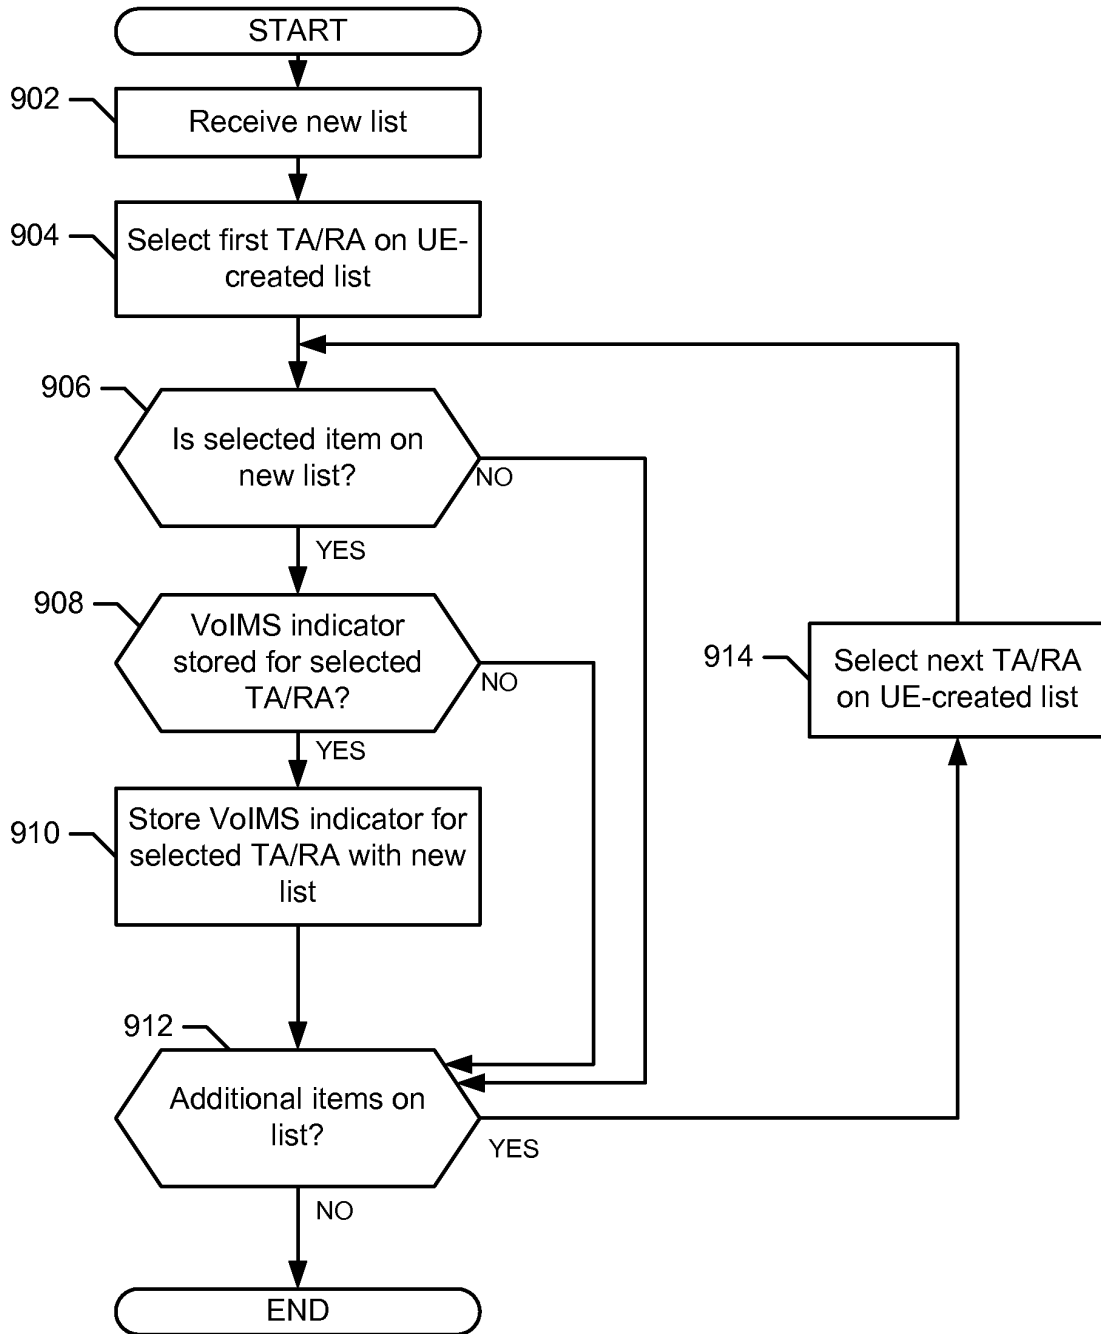 START
902
Receive new list
904
Select first TA/RA on UE-
created list
906
Is selected item on
new list?
NO
YES
908
VoIMS indicator
stored for selected
TA/RA?
NO
YES
914
Select next TA/RA
on UE-created list
910
Store VoIMS indicator for
selected TA/RA with new
list
912
Additional items on
list?
YES
NO
END